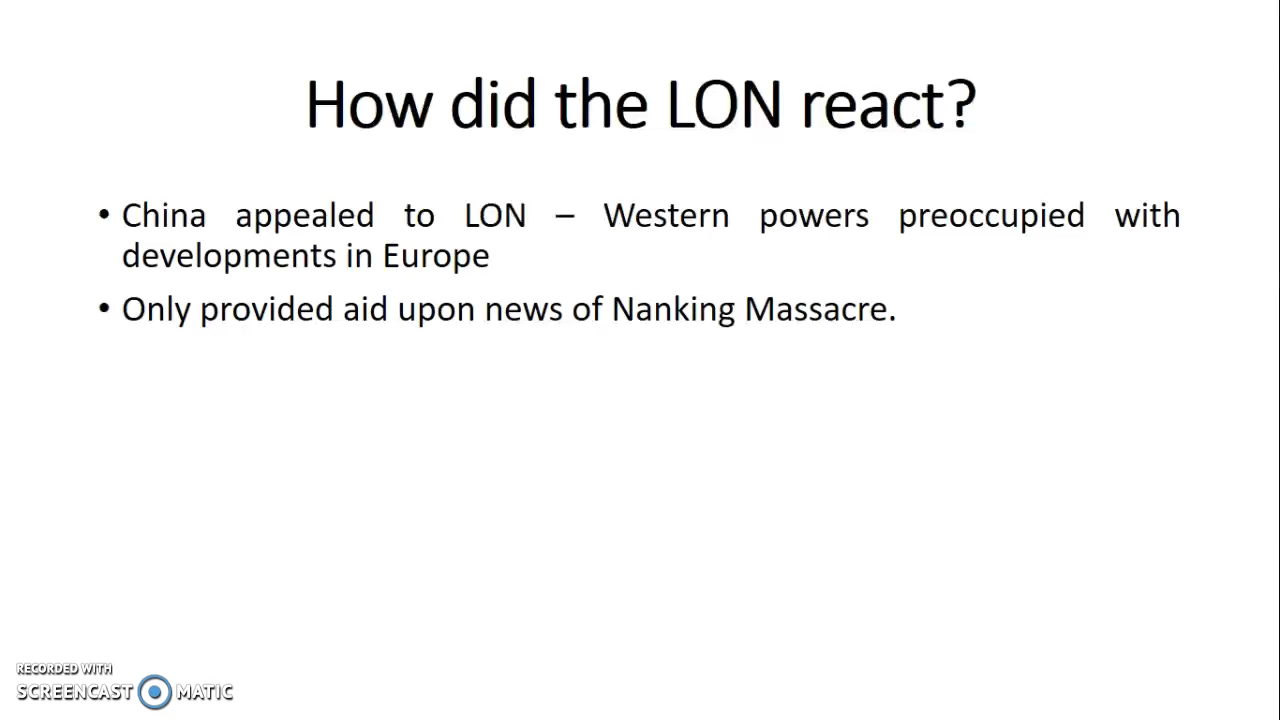 How did the LON react?
• China appealed to LON – Western powers preoccupied with
developments in Europe
• Only provided aid upon news of Nanking Massacre.
RECORDED WITH
SCREENCAST MATIC